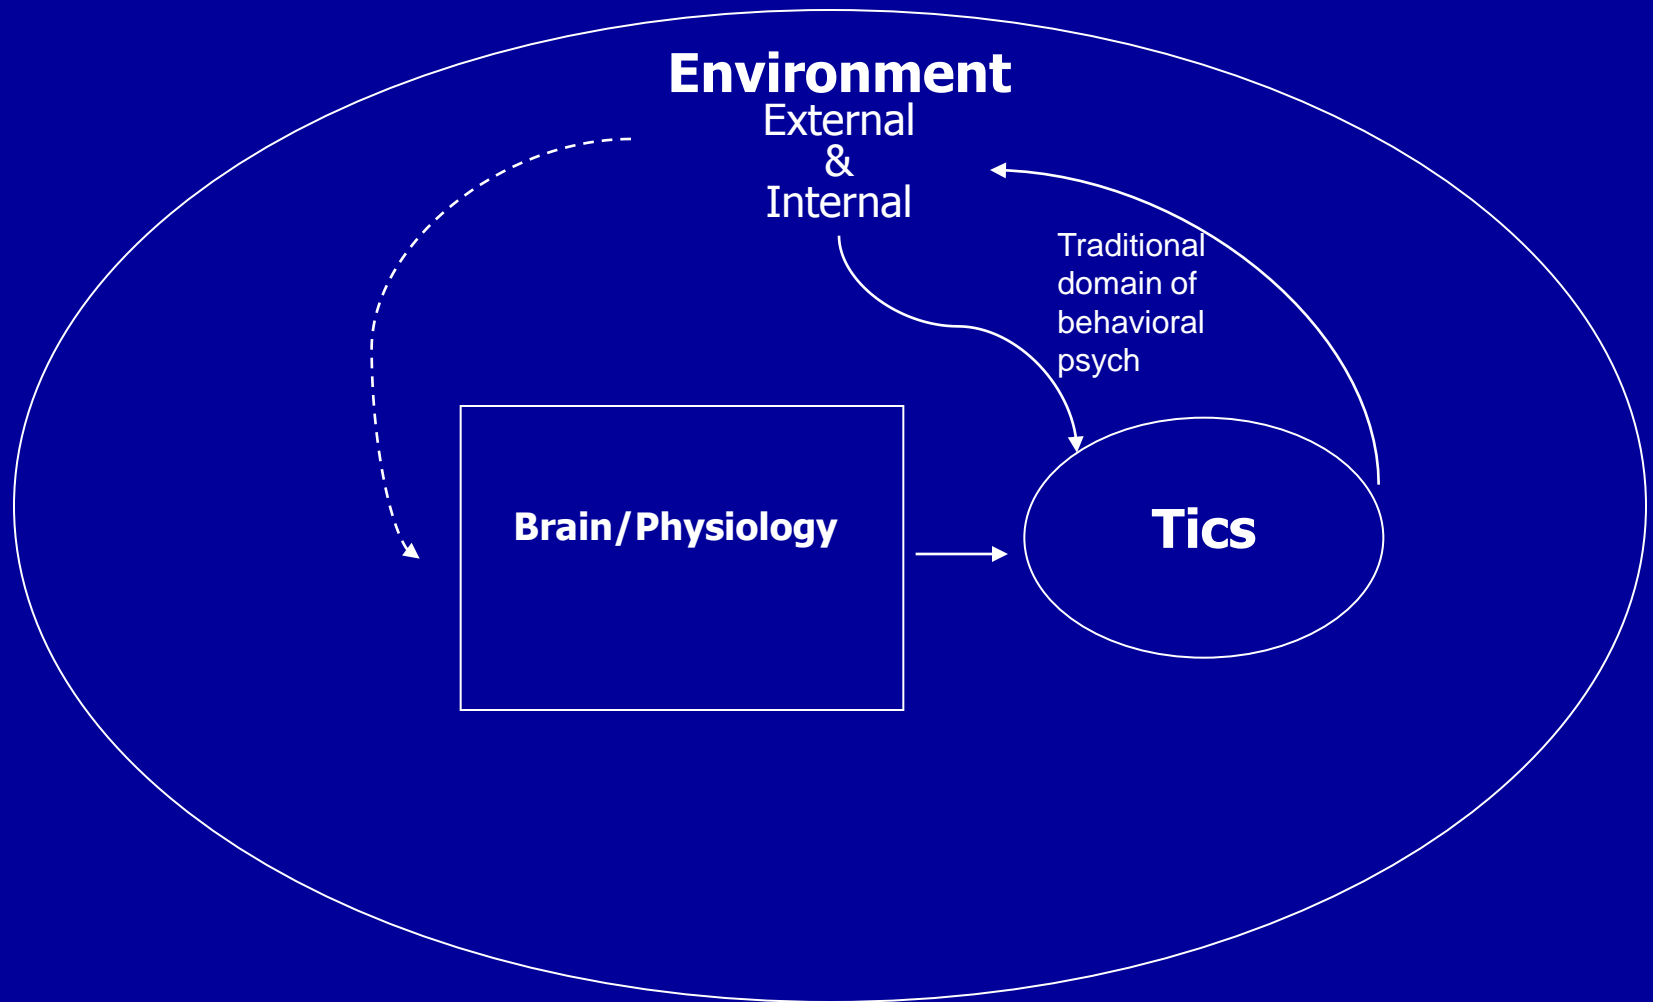 Environment
External
&
Internal
Traditional
domain of
behavioral
psych
Brain/Physiology
Tics